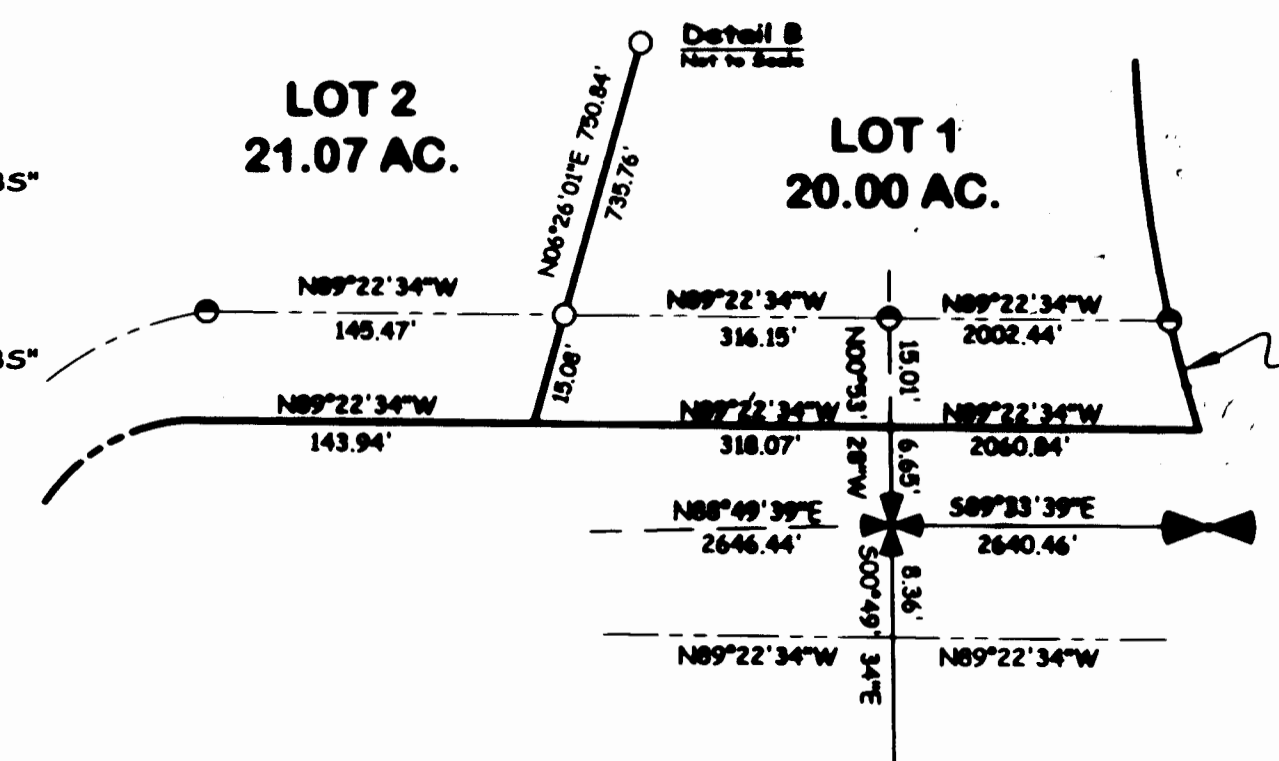 Detail B
Not to Scale
LOT 2
21.07 AC.
LOT 1
20.00 AC.
N06°26'01"E 750.84'
735.76'
N89°22'34"W
145.47'
N89°22'34"W
316.15'
N89°22'34"W
2002.44'
15.08'
N00°53' 28"W
15.01'
N89°22'34"W
143.94'
N89°22'34"W
318.07'
N89°22'34"W
2060.84'
6.65'
N88°49'39"E
2646.44'
S89°33'39"E
2640.46'
S00°49' 34"E
8.36'
N89°22'34"W
N89°22'34"W